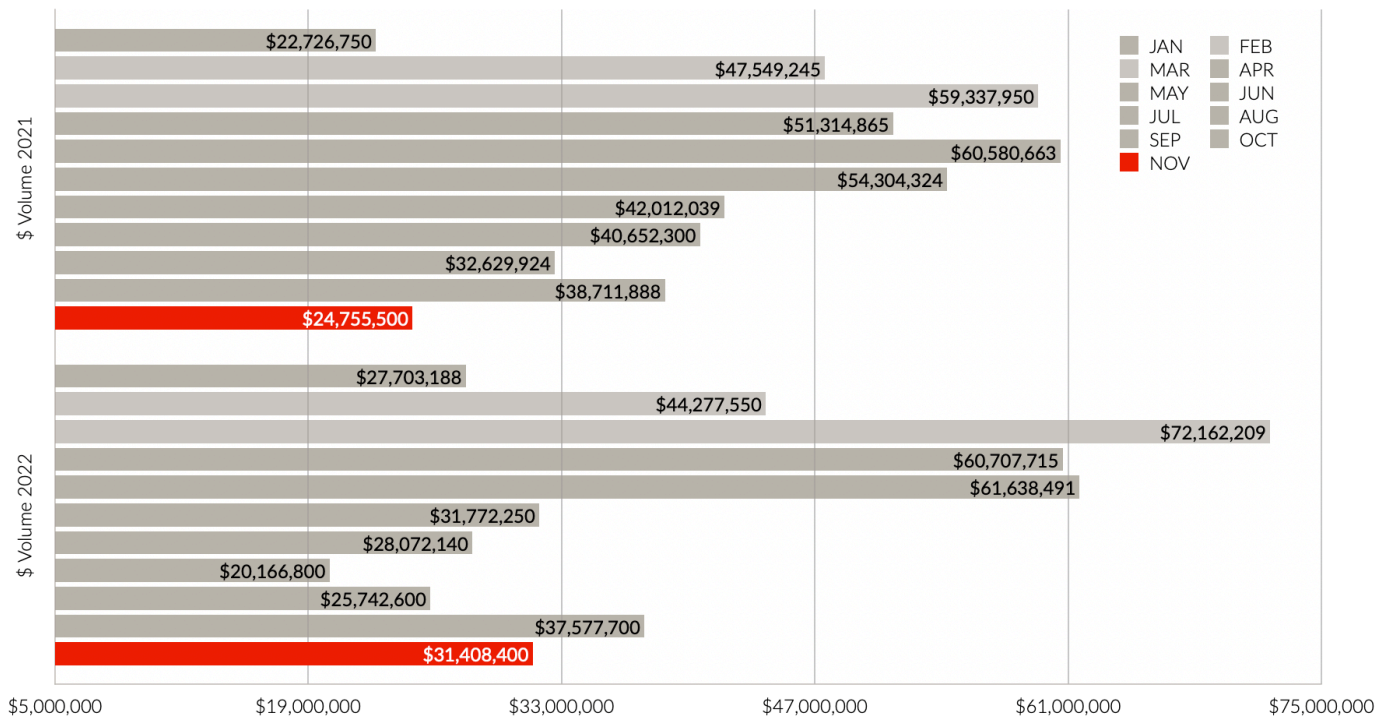 $ Volume 2021
$22,726,750
$47,549,245
$59,337,950
$51,314,865
$60,580,663
$54,304,324
$42,012,039
$40,652,300
$32,629,924
$38,711,888
$24,755,500
JAN FEB
MAR APR
MAY JUN
JUL AUG
SEP OCT
NOV
$ Volume 2022
$27,703,188
$44,277,550
$72,162,209
$60,707,715
$61,638,491
$31,772,250
$28,072,140
$20,166,800
$25,742,600
$37,577,700
$31,408,400
$5,000,000 $19,000,000 $33,000,000 $47,000,000 $61,000,000 $75,000,000